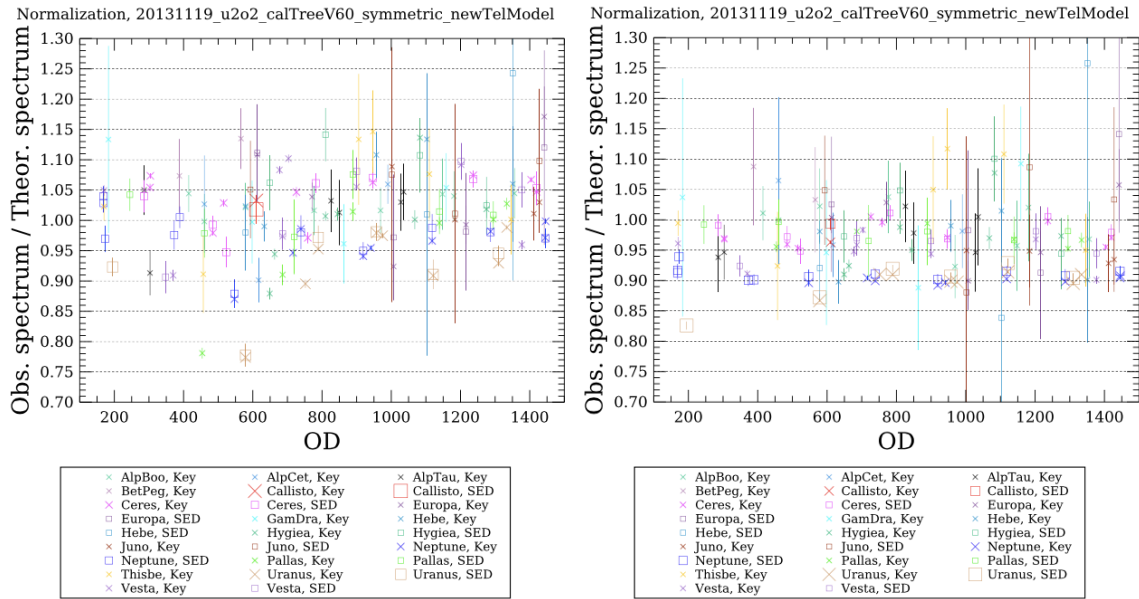 Normalization, 20131119_u2o2_calTreeV60_symmetric_newTelModel
Obs. spectrum / Theor. spectrum
1.30
1.25
1.20
1.15
1.10
1.05
1.00
0.95
0.90
0.85
0.80
0.75
0.70
200 400 600 800 1000 1200 1400
OD
AlpBoo, Key AlpCet, Key AlpTau, Key
BetPeg, Key Callisto, Key Callisto, SED
Ceres, Key Ceres, SED Europa, Key
Europa, SED GamDra, Key Hebe, Key
Hebe, SED Hygiea, Key Hygiea, SED
Juno, Key Juno, SED Neptune, Key
Neptune, SED Pallas, Key Pallas, SED
Thisbe, Key Uranus, Key Uranus, SED
Vesta, Key Vesta, SED
Normalization, 20131119_u2o2_calTreeV60_symmetric_newTelModel
Obs. spectrum / Theor. spectrum
1.30
1.25
1.20
1.15
1.10
1.05
1.00
0.95
0.90
0.85
0.80
0.75
0.70
200 400 600 800 1000 1200 1400
OD
AlpBoo, Key AlpCet, Key AlpTau, Key
BetPeg, Key Callisto, Key Callisto, SED
Ceres, Key Ceres, SED Europa, Key
Europa, SED GamDra, Key Hebe, Key
Hebe, SED Hygiea, Key Hygiea, SED
Juno, Key Juno, SED Neptune, Key
Neptune, SED Pallas, Key Pallas, SED
Thisbe, Key Uranus, Key Uranus, SED
Vesta, Key Vesta, SED